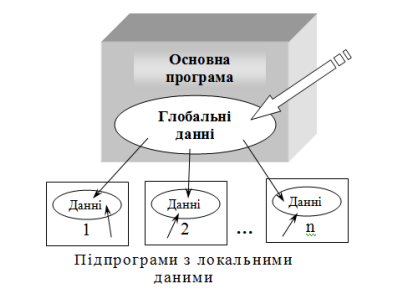 Основна
програма
Глобальні
данні
Данні
1
Данні
2
...
Данні
n
Підпрограми з локальними
даними